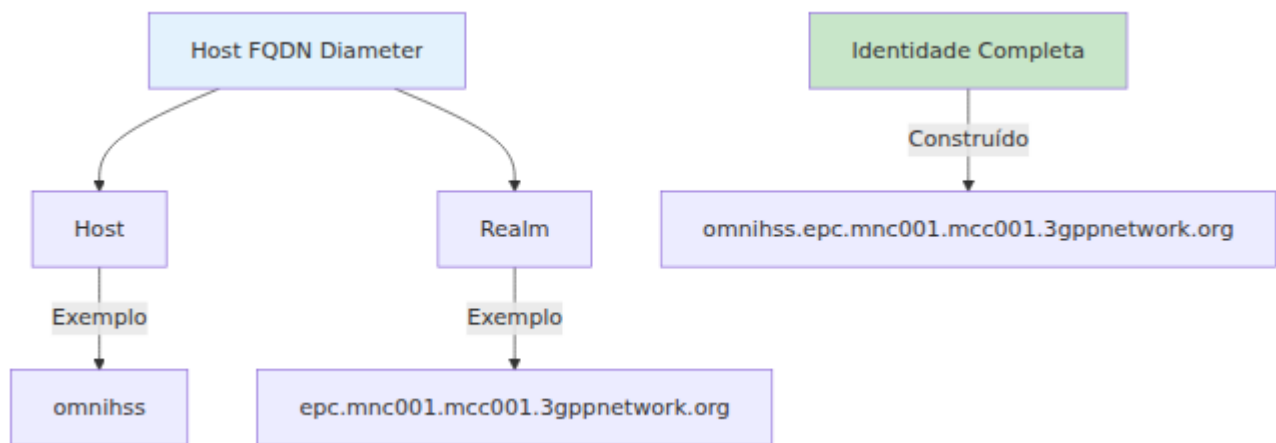 Host FQDN Diameter
Identidade Completa
Construído
Host
Realm
omnihss.epc.mnc001.mcc001.3gppnetwork.org
Exemplo
Exemplo
omnihss
epc.mnc001.mcc001.3gppnetwork.org